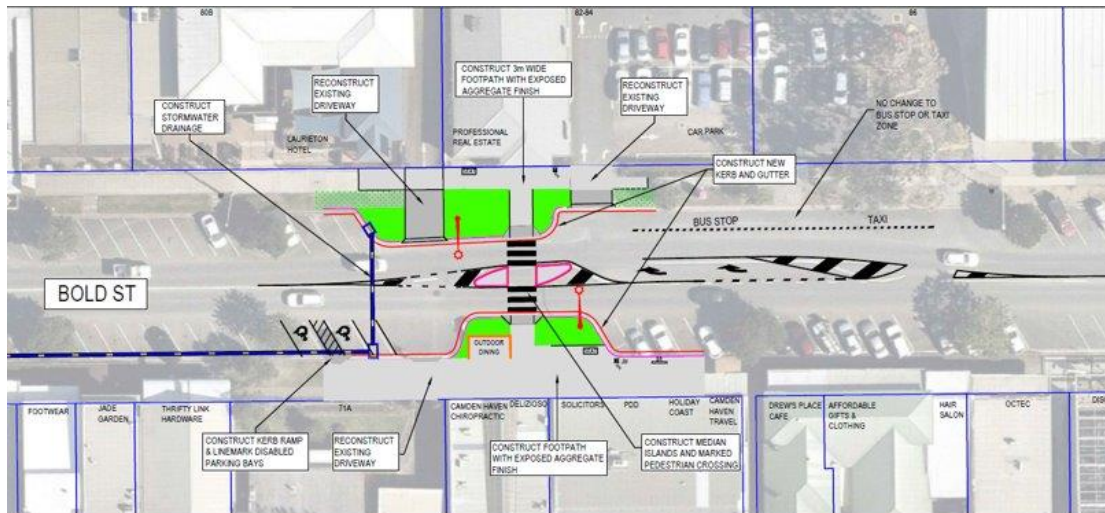 80B
82-84
86
CONSTRUCT
STORMWATER
DRAINAGE
RECONSTRUCT
EXISTING
DRIVEWAY
CONSTRUCT 3m WIDE
FOOTPATH WITH EXPOSED
AGGREGATE FINISH
RECONSTRUCT
EXISTING
DRIVEWAY
NO CHANGE TO
BUS STOP OR TAXI
ZONE
LAURIETON
HOTEL
PROFESSIONAL
REAL ESTATE
CAR PARK
CONSTRUCT NEW
KERB AND GUTTER
SEAT
BUS STOP
TAXI
BOLD ST
OUTDOOR
DINING
SEAT
FOOTWEAR
JADE
GARDEN
THRIFTY LINK
HARDWARE
71A
CAMDEN HAVEN
CHIROPRACTIC
DELIZIOSO
SOLICITORS
PDD
HOLIDAY
COAST
CAMDEN
HAVEN
TRAVEL
DREW'S PLACE
CAFE
AFFORDABLE
GIFTS &
CLOTHING
HAIR
SALON
OCTEC
CONSTRUCT KERB RAMP
& LINEMARK DISABLED
PARKING BAYS
RECONSTRUCT
EXISTING
DRIVEWAY
CONSTRUCT FOOTPATH
WITH EXPOSED AGGREGATE
FINISH
CONSTRUCT MEDIAN
ISLANDS AND MARKED
PEDESTRIAN CROSSING